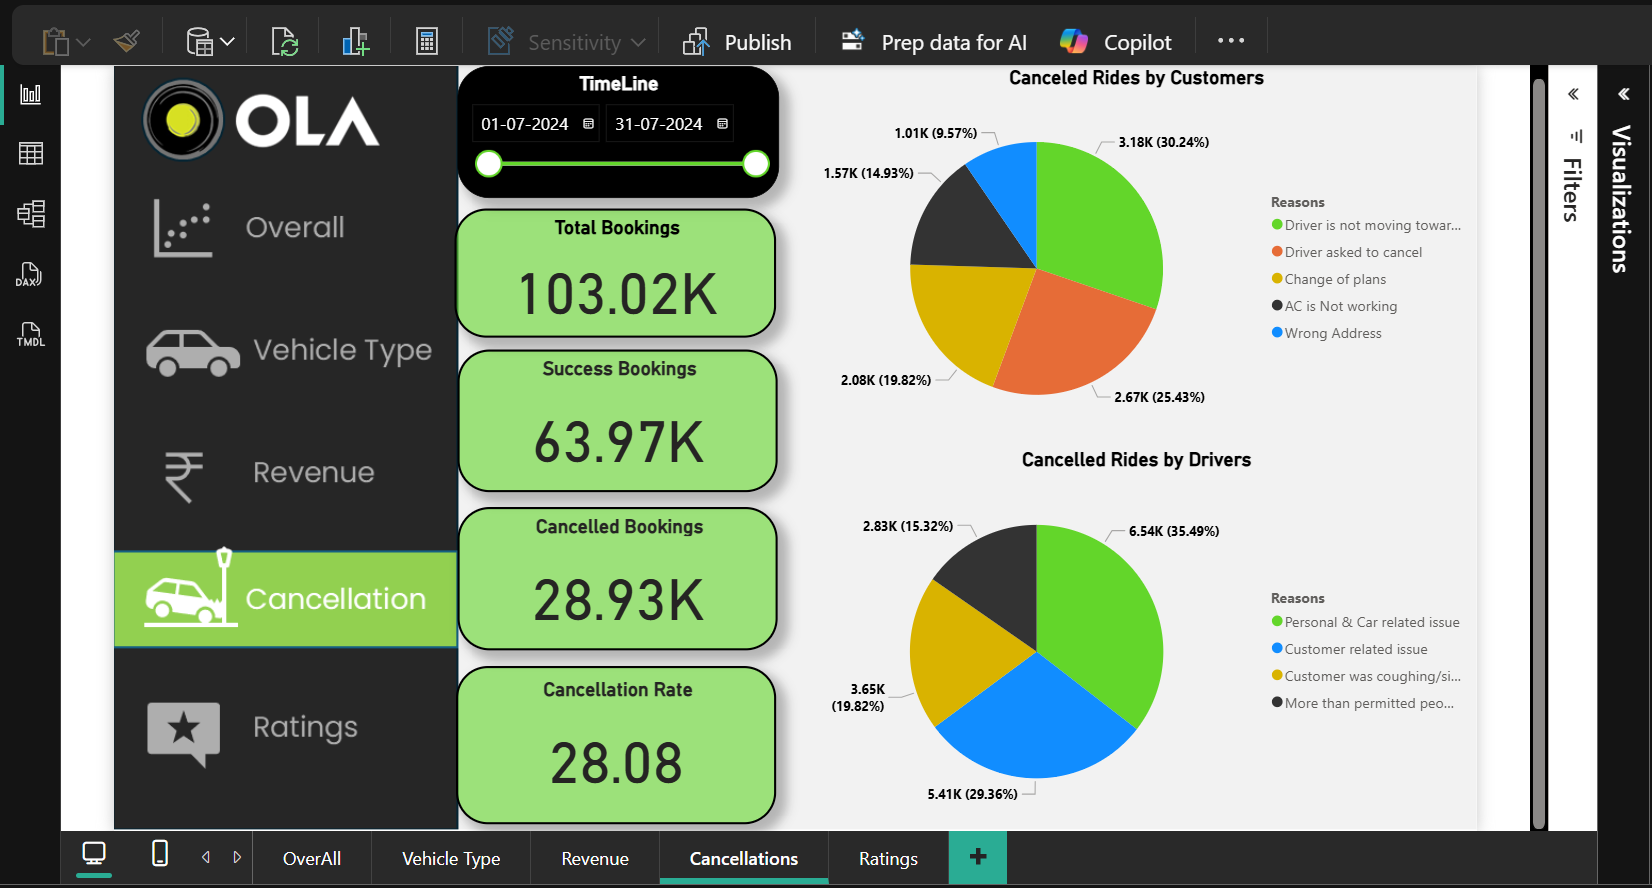 Sensitivity
Publish
Prep data for AI
Copilot
OLA
Overall
Vehicle Type
Revenue
Cancellation
Ratings
DAX
TMDL
TimeLine
01-07-2024
31-07-2024
Total Bookings
103.02K
Success Bookings
63.97K
Cancelled Bookings
28.93K
Cancellation Rate
28.08
Canceled Rides by Customers
1.01K (9.57%)
3.18K (30.24%)
1.57K (14.93%)
2.08K (19.82%)
2.67K (25.43%)
Reasons
Driver is not moving towar...
Driver asked to cancel
Change of plans
AC is Not working
Wrong Address
Cancelled Rides by Drivers
2.83K (15.32%)
6.54K (35.49%)
3.65K
(19.82%)
5.41K (29.36%)
Reasons
Personal & Car related issue
Customer related issue
Customer was coughing/si...
More than permitted peo...
Filters
Visualizations
OverAll
Vehicle Type
Revenue
Cancellations
Ratings